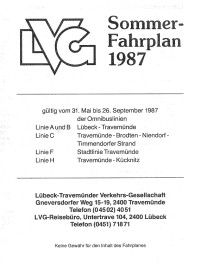 LVG
Sommer-
Fahrplan
1987
gültig vom 31. Mai bis 26. September 1987
der Omnibuslinien
Linie A und B Lübeck - Travemünde
Linie C Travemünde - Brodten - Niendorf -
Timmendorfer Strand
Linie F Stadtlinie Travemünde
Linie H Travemünde - Kücknitz
Lübeck-Travemünder Verkehrs-Gesellschaft
Gneversdorfer Weg 15-19, 2400 Travemünde
Telefon (0 45 02) 40 51
LVG-Reisebüro, Untertrave 104, 2400 Lübeck
Telefon (0451) 7 18 71
Keine Gewähr für den Inhalt des Fahrplanes